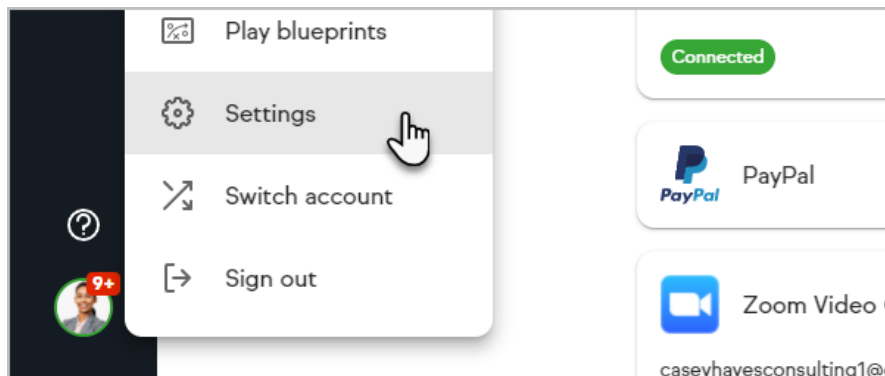 Play blueprints
Settings
Switch account
Sign out
9+
Connected
PayPal
PayPal
Zoom Video
caseyhayesconsulting1@